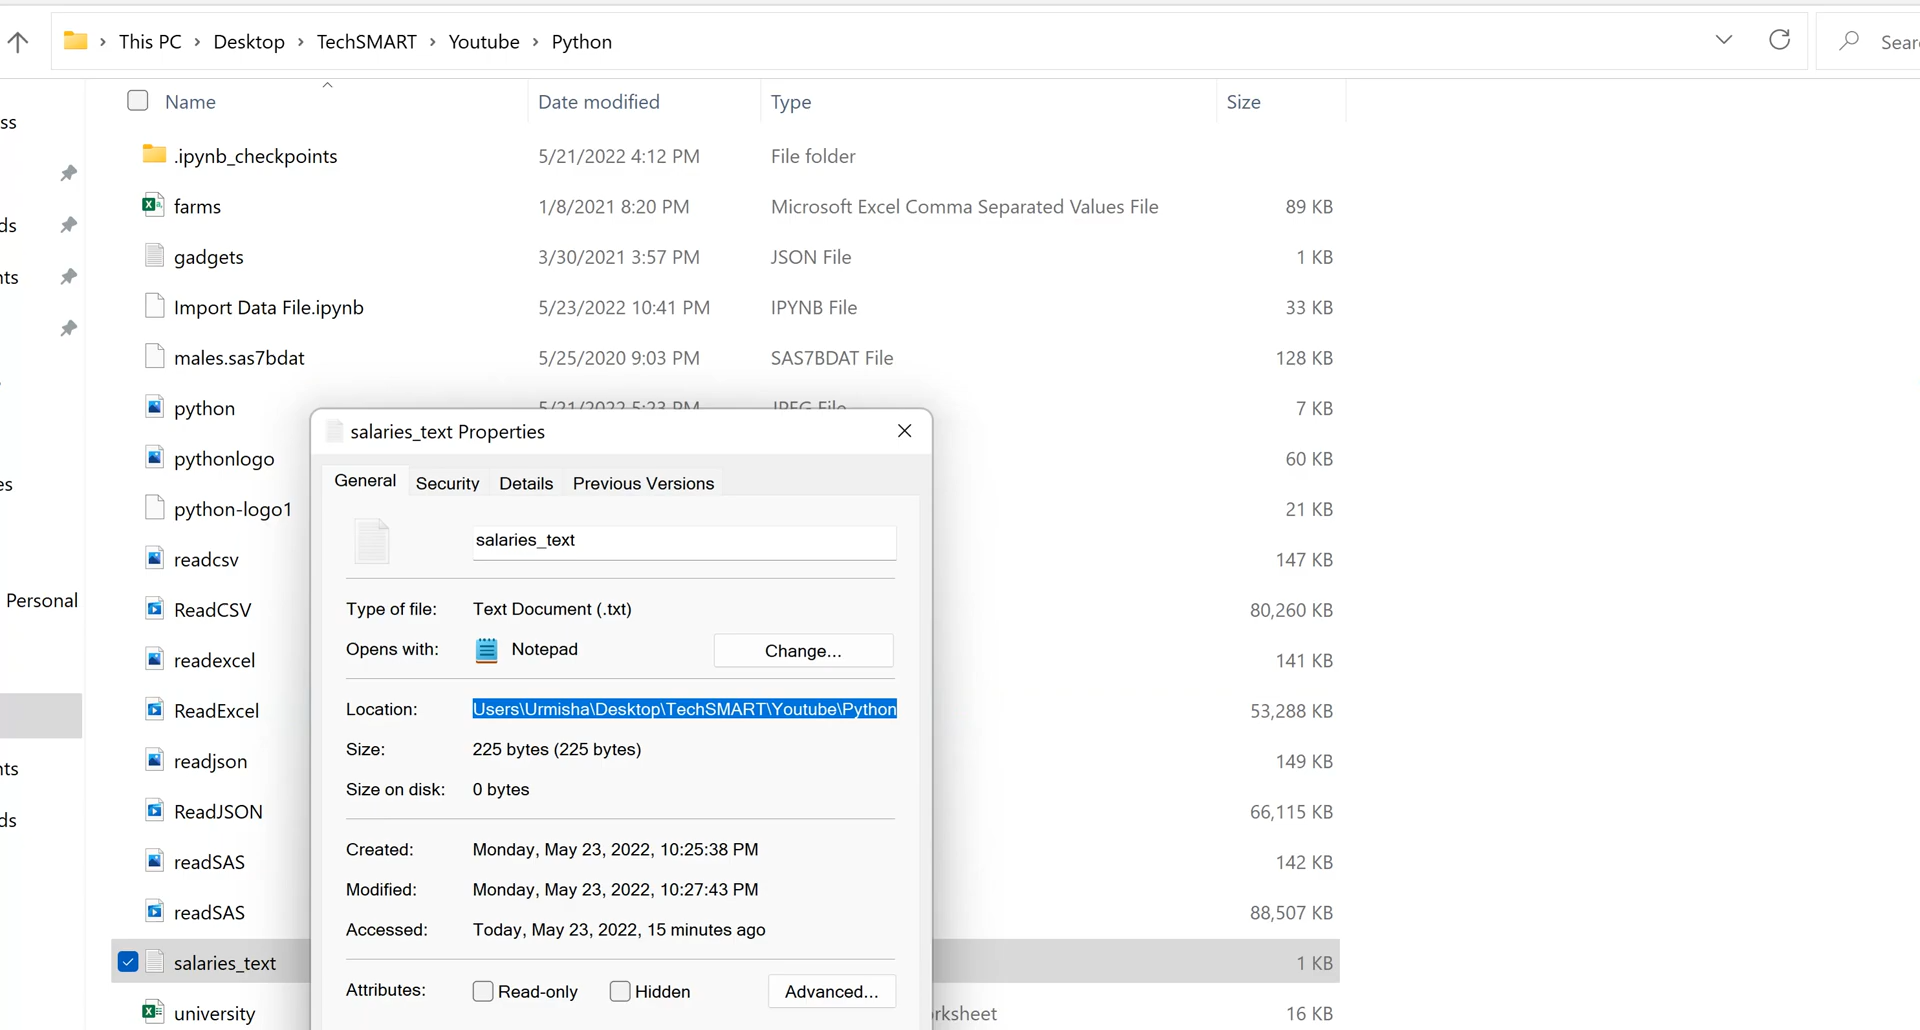 This PC > Desktop > TechSMART > Youtube > Python
Name Date modified Type Size
.ipynb_checkpoints 5/21/2022 4:12 PM File folder
farms 1/8/2021 8:20 PM Microsoft Excel Comma Separated Values File 89 KB
gadgets 3/30/2021 3:57 PM JSON File 1 KB
Import Data File.ipynb 5/23/2022 10:41 PM IPYNB File 33 KB
males.sas7bdat 5/25/2020 9:03 PM SAS7BDAT File 128 KB
python 5/21/2022 5:23 PM JPEG File 7 KB
pythonlogo 60 KB
python-logo1 21 KB
readcsv 147 KB
ReadCSV 80,260 KB
readexcel 141 KB
ReadExcel 53,288 KB
readjson 149 KB
ReadJSON 66,115 KB
readSAS 142 KB
readSAS 88,507 KB
salaries_text 1 KB
university rksheet 16 KB
ss
ds
nts
es
Personal
nts
ds
Sear
salaries_text Properties
General Security Details Previous Versions
salaries_text
Type of file: Text Document (.txt)
Opens with: Notepad Change...
Location: Users\Urmisha\Desktop\TechSMART\Youtube\Python
Size: 225 bytes (225 bytes)
Size on disk: 0 bytes
Created: Monday, May 23, 2022, 10:25:38 PM
Modified: Monday, May 23, 2022, 10:27:43 PM
Accessed: Today, May 23, 2022, 15 minutes ago
Attributes: Read-only Hidden Advanced...